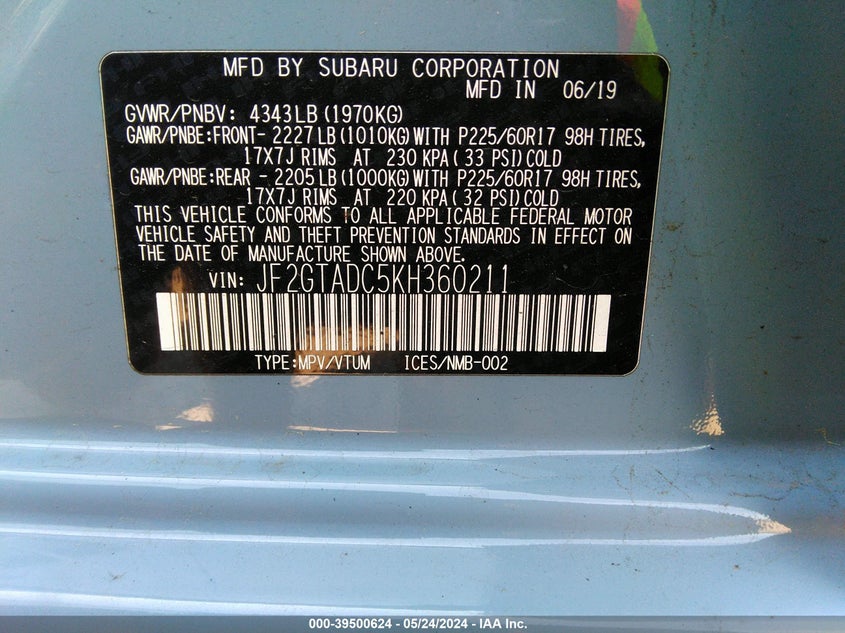 MFD BY SUBARU CORPORATION
MFD IN 06/19
GVWR/PNBV: 4343LB(1970KG)
GAWR/PNBE:FRONT- 2227LB(1010KG)WITH P225/60R17 98H TIRES,
17X7J RIMS AT 230 KPA( 33 PSI)COLD
GAWR/PNBE:REAR - 2205LB(1000KG)WITH P225/60R17 98H TIRES,
17X7J RIMS AT 220 KPA( 32 PSI)COLD
THIS VEHICLE CONFORMS TO ALL APPLICABLE FEDERAL MOTOR
VEHICLE SAFETY AND THEFT PREVENTION STANDARDS IN EFFECT ON
THE DATE OF MANUFACTURE SHOWN ABOVE.
VIN: JF2GTADC5KH360211
TYPE:MPV/VTUM ICES/NMB-002
000-39500624 - 05/24/2024 - IAA Inc.